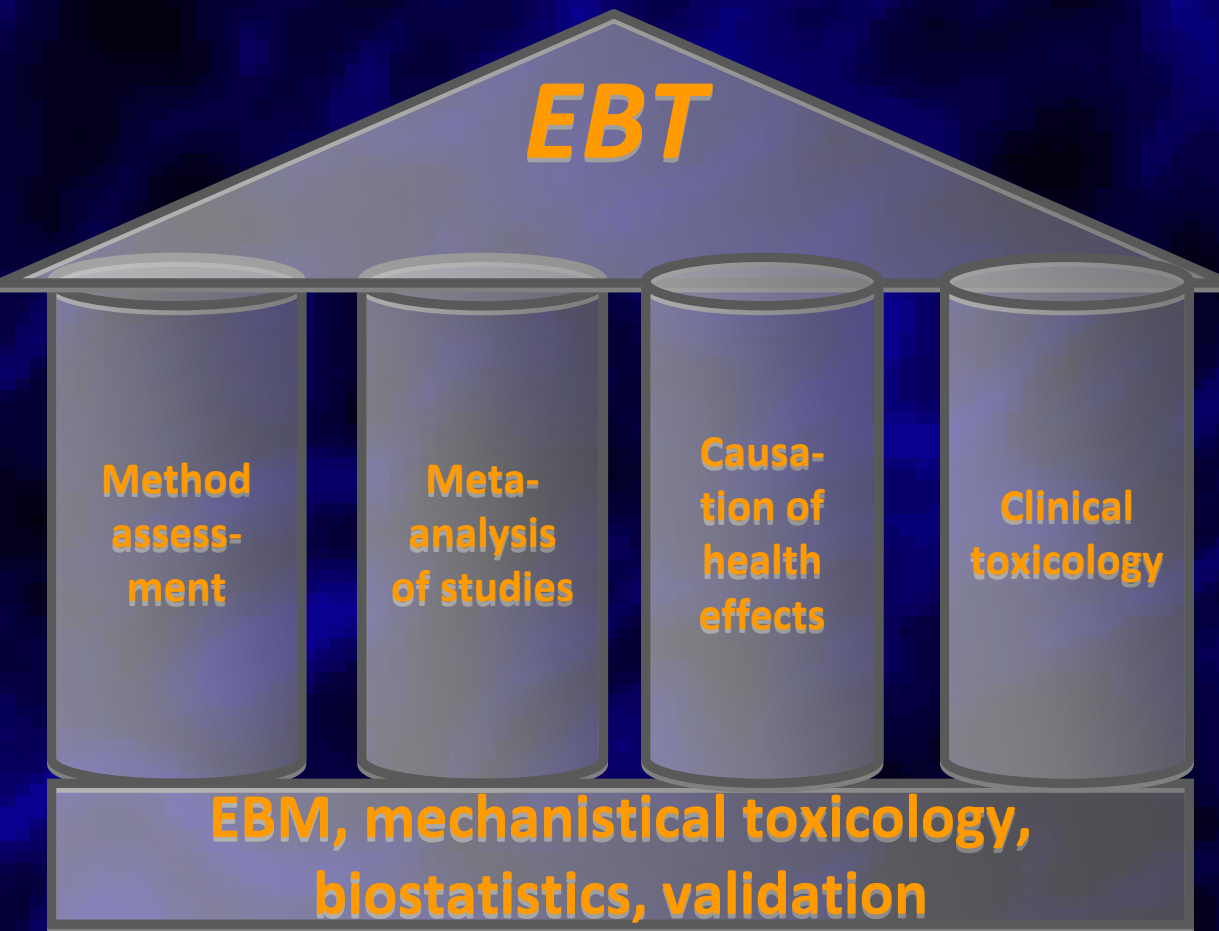 EBT
Method
assess-
ment
Meta-
analysis
of studies
Causa-
tion of
health
effects
Clinical
toxicology
EBM, mechanistical toxicology,
biostatistics, validation